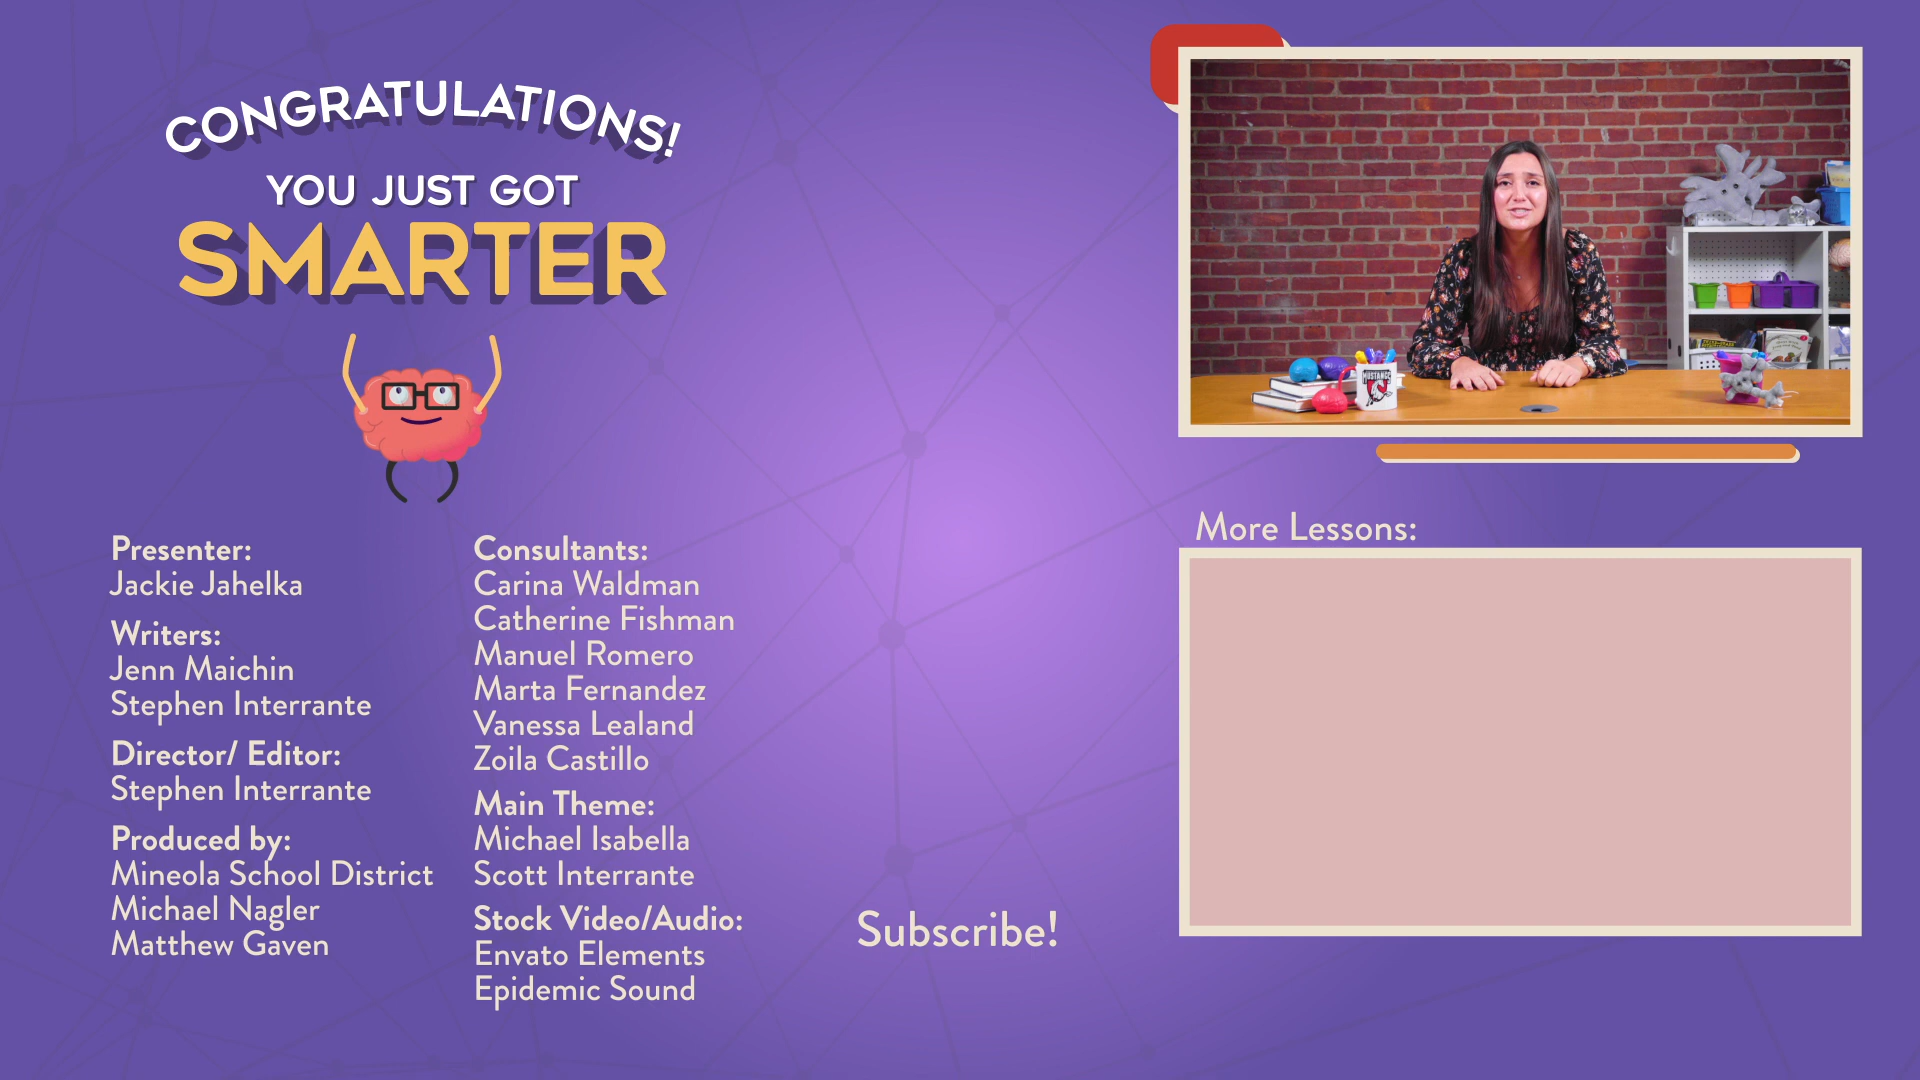 CONGRATULATIONS!
YOU JUST GOT
SMARTER
Presenter:
Jackie Jahelka
Writers:
Jenn Maichin
Stephen Interrante
Director/ Editor:
Stephen Interrante
Produced by:
Mineola School District
Michael Nagler
Matthew Gaven
Consultants:
Carina Waldman
Catherine Fishman
Manuel Romero
Marta Fernandez
Vanessa Lealand
Zoila Castillo
Main Theme:
Michael Isabella
Scott Interrante
Stock Video/Audio:
Envato Elements
Epidemic Sound
Subscribe!
MUSTANGS
More Lessons: